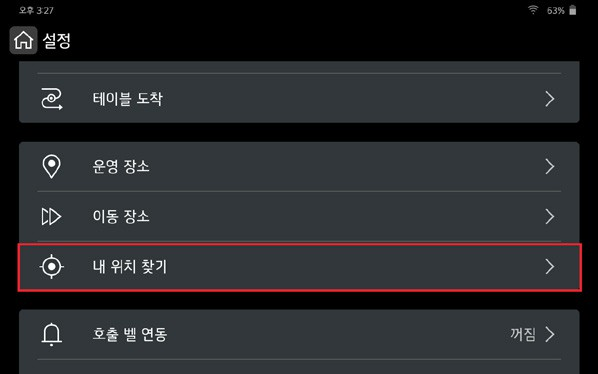 오후 3:27
53%
설정
테이블 도착
운영 장소
이동 장소
내 위치 찾기
호출 벨 연동 꺼짐